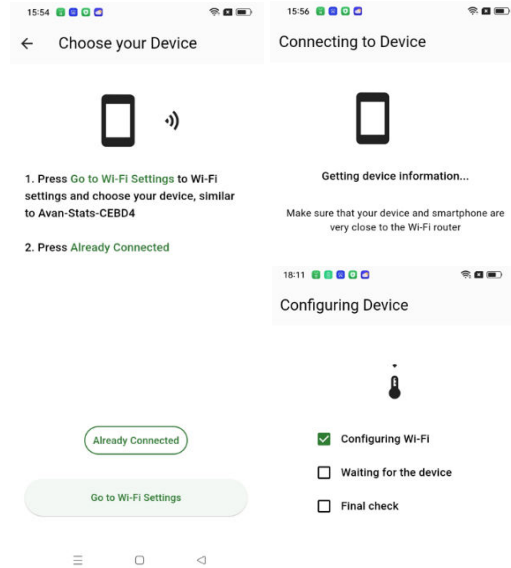 15:54
Choose your Device
1. Press Go to Wi-Fi Settings to Wi-Fi
settings and choose your device, similar
to Avan-Stats-CEBD4
2. Press Already Connected
Already Connected
Go to Wi-Fi Settings
15:56
Connecting to Device
Getting device information...
Make sure that your device and smartphone are
very close to the Wi-Fi router
18:11
Configuring Device
Configuring Wi-Fi
Waiting for the device
Final check